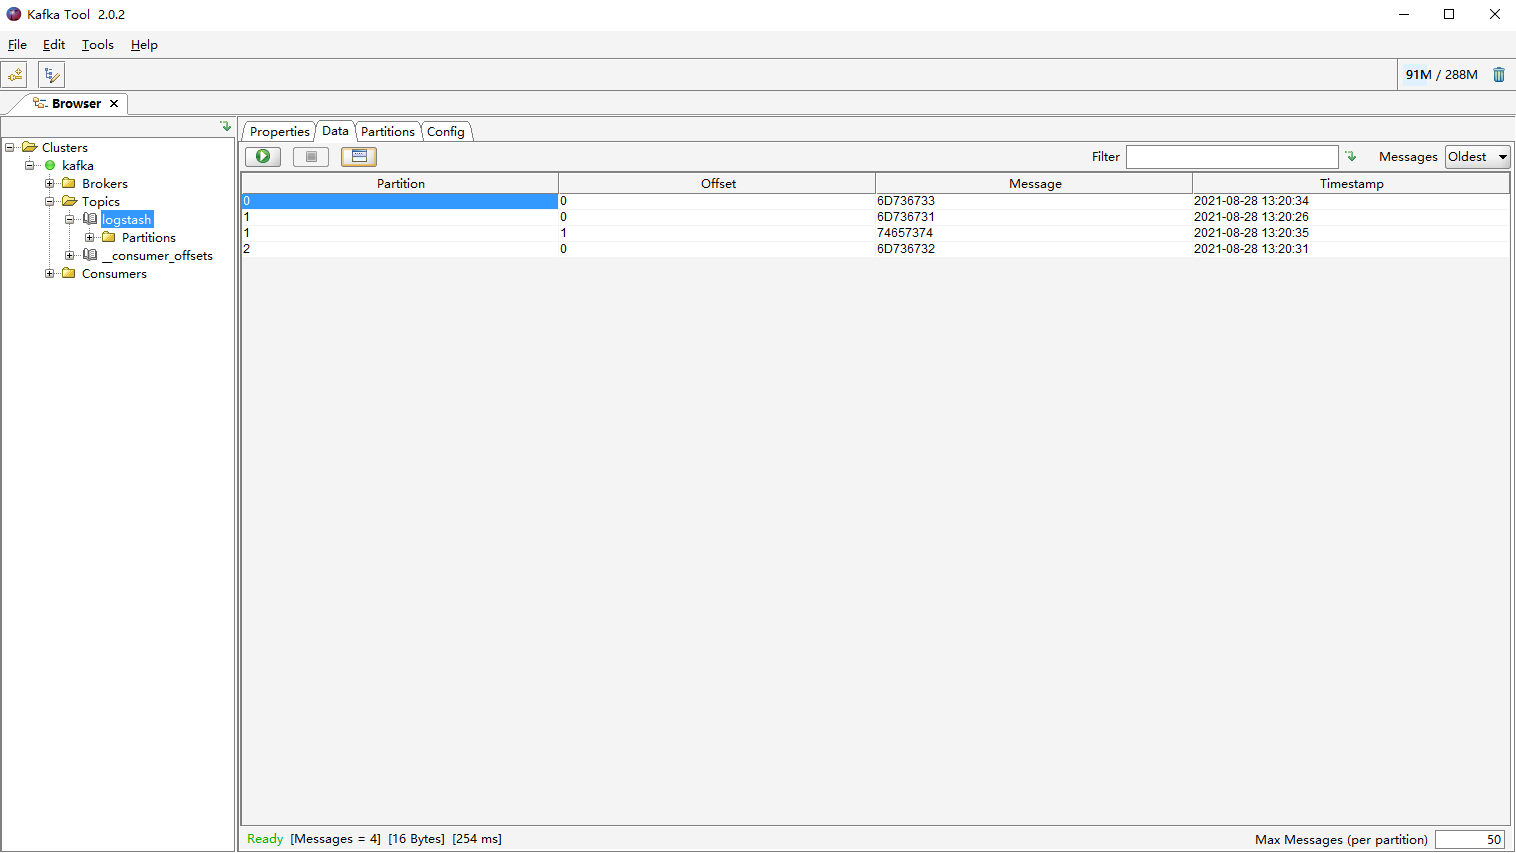 Kafka Tool 2.0.2
File Edit Tools Help
91M / 288M
Browser
Clusters
kafka
Brokers
Topics
logstash
Partitions
__consumer_offsets
Consumers
Properties Data Partitions Config
Filter Messages Oldest
Partition Offset Message Timestamp
0 0 6D736733 2021-08-28 13:20:34
1 0 6D736731 2021-08-28 13:20:26
1 1 74657374 2021-08-28 13:20:35
2 0 6D736732 2021-08-28 13:20:31
Ready [Messages = 4] [16 Bytes] [254 ms]
Max Messages (per partition) 50